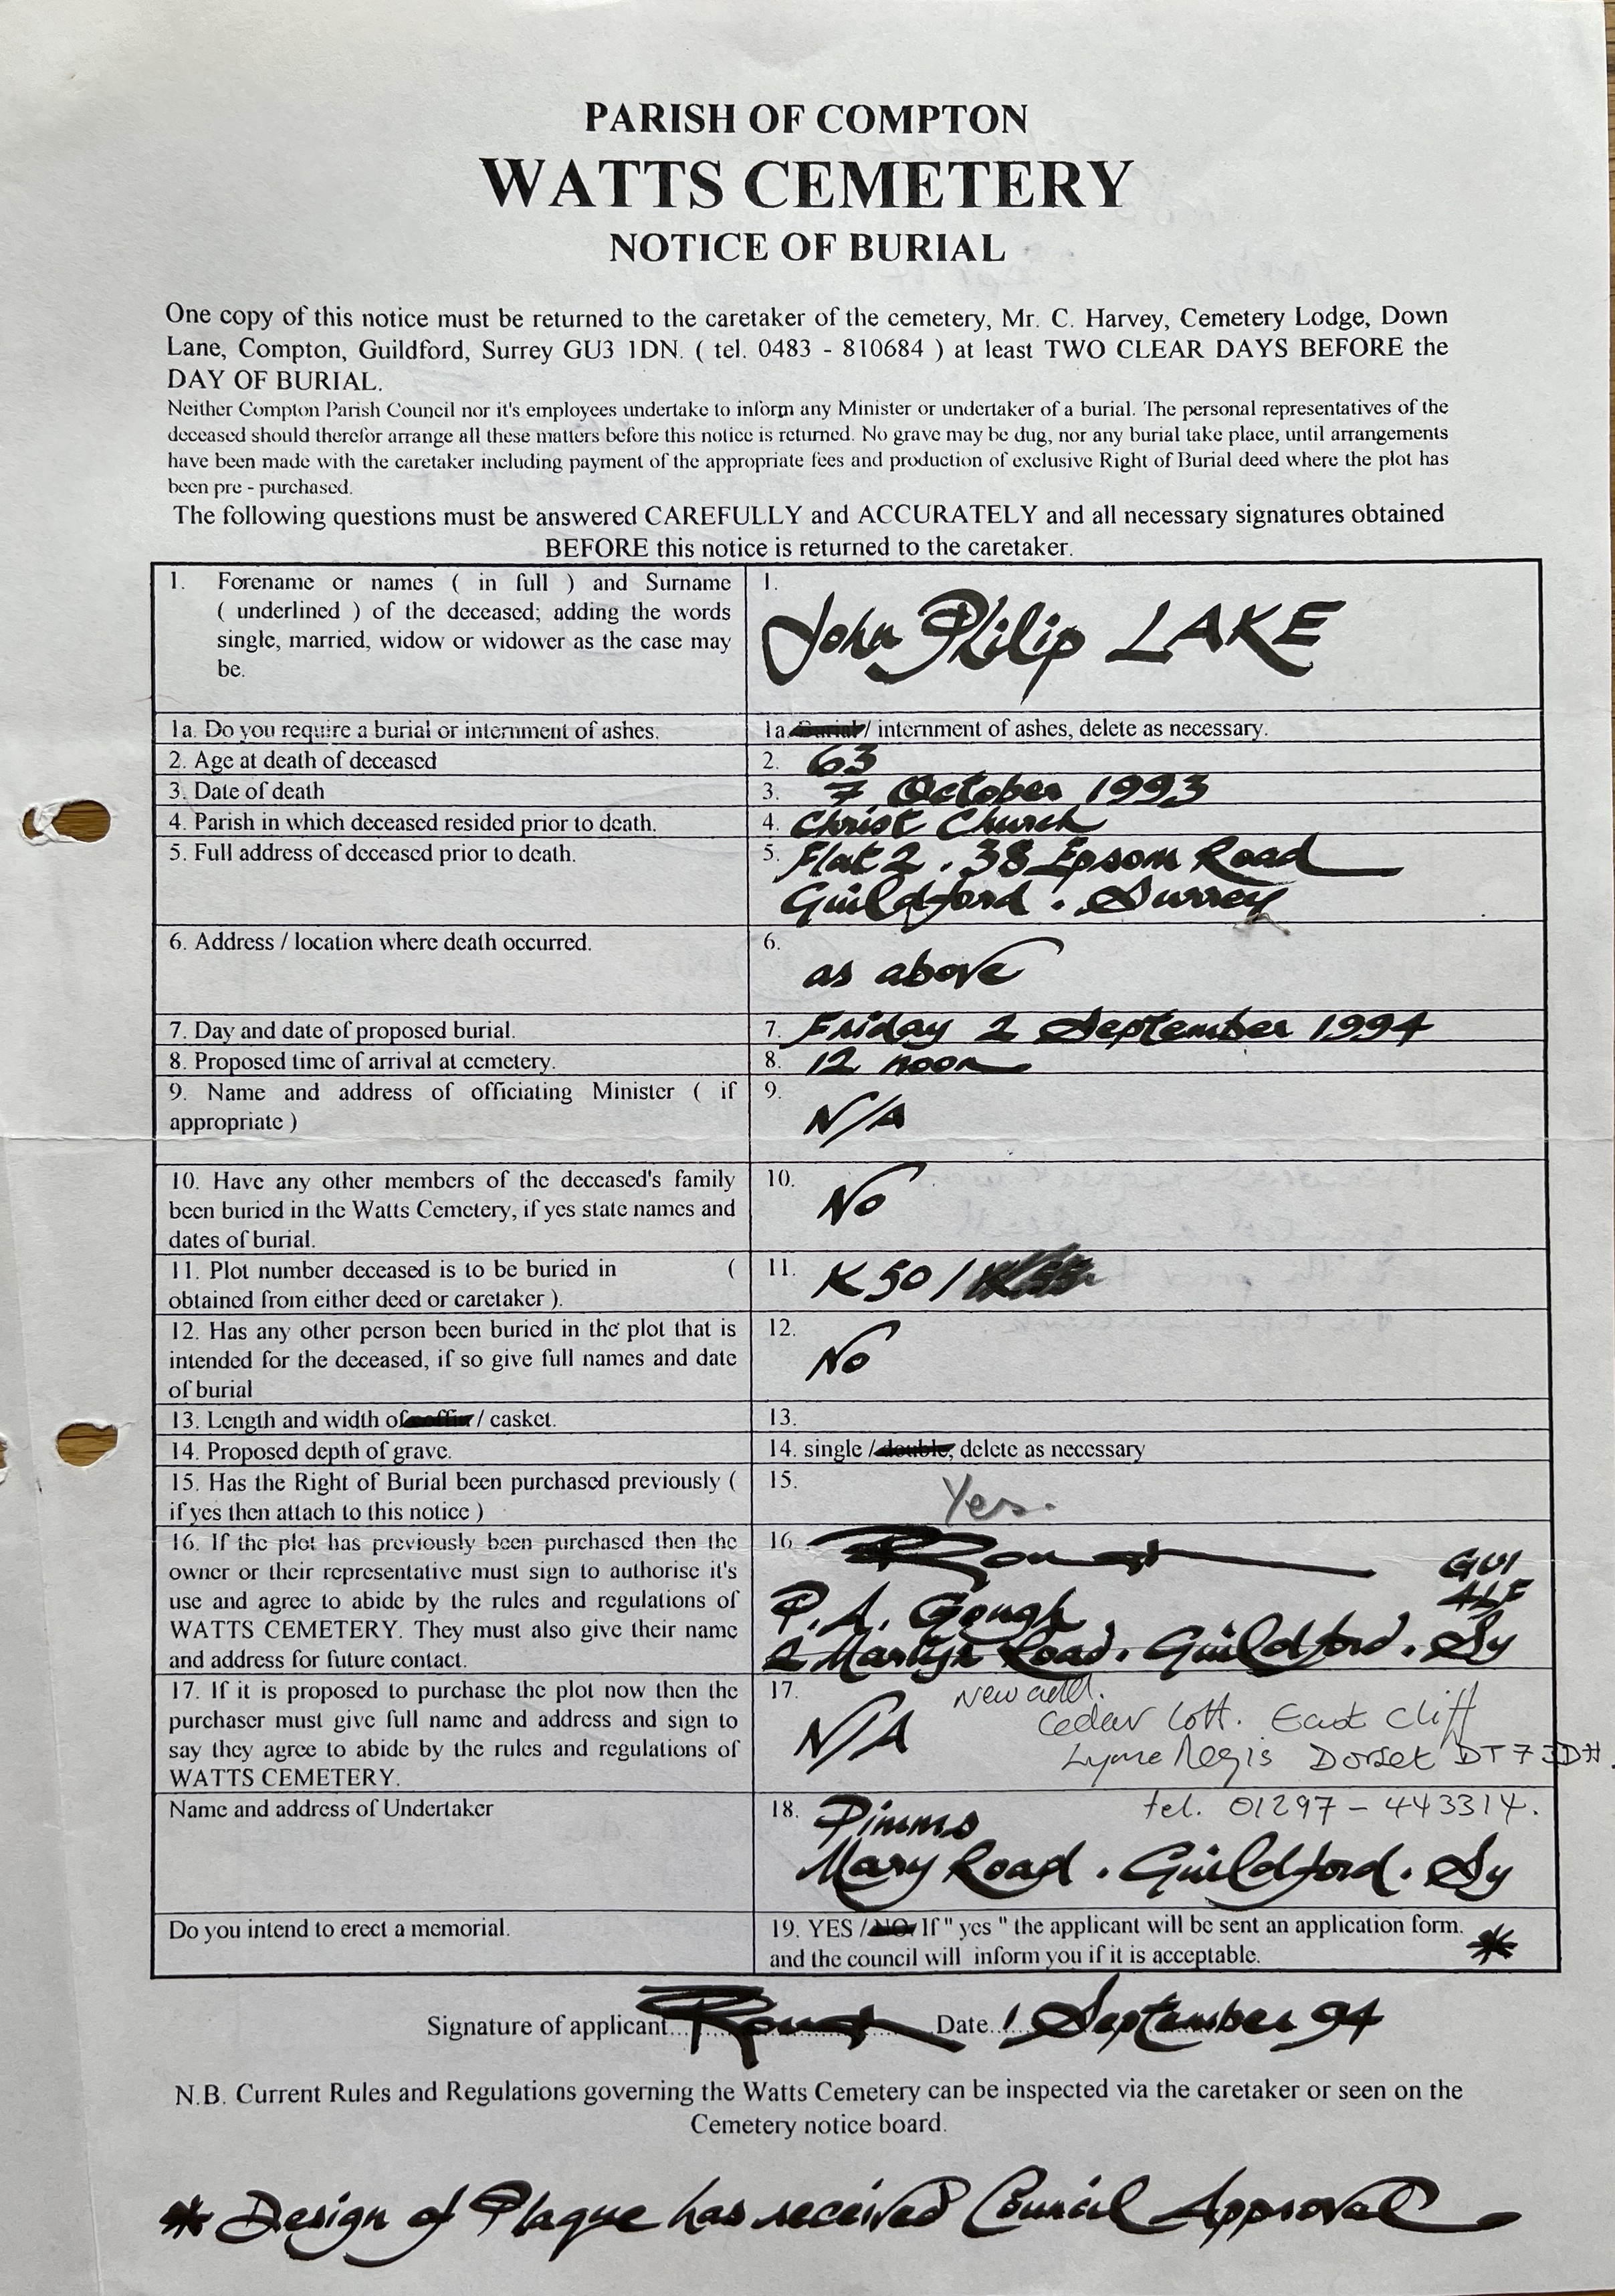 PARISH OF COMPTON
WATTS CEMETERY
NOTICE OF BURIAL
One copy of this notice must be returned to the caretaker of the cemetery, Mr. C. Harvey, Cemetery Lodge, Down
Lane, Compton, Guildford, Surrey GU3 1DN. ( tel. 0483 - 810684 ) at least TWO CLEAR DAYS BEFORE the
DAY OF BURIAL.
Neither Compton Parish Council nor it's employees undertake to inform any Minister or undertaker of a burial. The personal representatives of the
deceased should therefor arrange all these matters before this notice is returned. No grave may be dug, nor any burial take place, until arrangements
have been made with the caretaker including payment of the appropriate fees and production of exclusive Right of Burial deed where the plot has
been pre - purchased.
The following questions must be answered CAREFULLY and ACCURATELY and all necessary signatures obtained
BEFORE this notice is returned to the caretaker.
1. Forename or names ( in full ) and Surname
( underlined ) of the deceased; adding the words
single, married, widow or widower as the case may
be.
1.
John Philip LAKE
1a. Do you require a burial or internment of ashes.
1a. Burial / internment of ashes, delete as necessary.
2. Age at death of deceased
2. 63
3. Date of death
3. 7 October 1993
4. Parish in which deceased resided prior to death.
4. Christ Church
5. Full address of deceased prior to death.
5. Flat 2 . 38 Epsom Road
Guildford . Surrey
6. Address / location where death occurred.
6.
as above
7. Day and date of proposed burial.
7. Friday 2 September 1994
8. Proposed time of arrival at cemetery.
8. 12 noon
9. Name and address of officiating Minister ( if
appropriate )
9.
N/A
10. Have any other members of the deceased's family
been buried in the Watts Cemetery, if yes state names and
dates of burial.
10.
No
11. Plot number deceased is to be buried in (
obtained from either deed or caretaker ).
11. K 50 /
12. Has any other person been buried in the plot that is
intended for the deceased, if so give full names and date
of burial
12.
No
13. Length and width of coffin / casket.
13.
14. Proposed depth of grave.
14. single / double, delete as necessary
15. Has the Right of Burial been purchased previously (
if yes then attach to this notice )
15.
Yes.
16. If the plot has previously been purchased then the
owner or their representative must sign to authorise it's
use and agree to abide by the rules and regulations of
WATTS CEMETERY. They must also give their name
and address for future contact.
16
GU1
4LF
P. A. Gough
2 Martyr Road. Guildford. Sy
17. If it is proposed to purchase the plot now then the
purchaser must give full name and address and sign to
say they agree to abide by the rules and regulations of
WATTS CEMETERY.
17.
N/A
New add.
Cedar Cott. East Cliff
Lyme Regis Dorset DT7 3DH.
tel. 01297 - 443314.
Name and address of Undertaker
18. Pimms
Mary Road . Guildford. Sy
Do you intend to erect a memorial.
19. YES / NO. If " yes " the applicant will be sent an application form.
and the council will inform you if it is acceptable. *
Signature of applicant Date 1 September 94
N.B. Current Rules and Regulations governing the Watts Cemetery can be inspected via the caretaker or seen on the
Cemetery notice board.
* Design of Plaque has received Council Approval